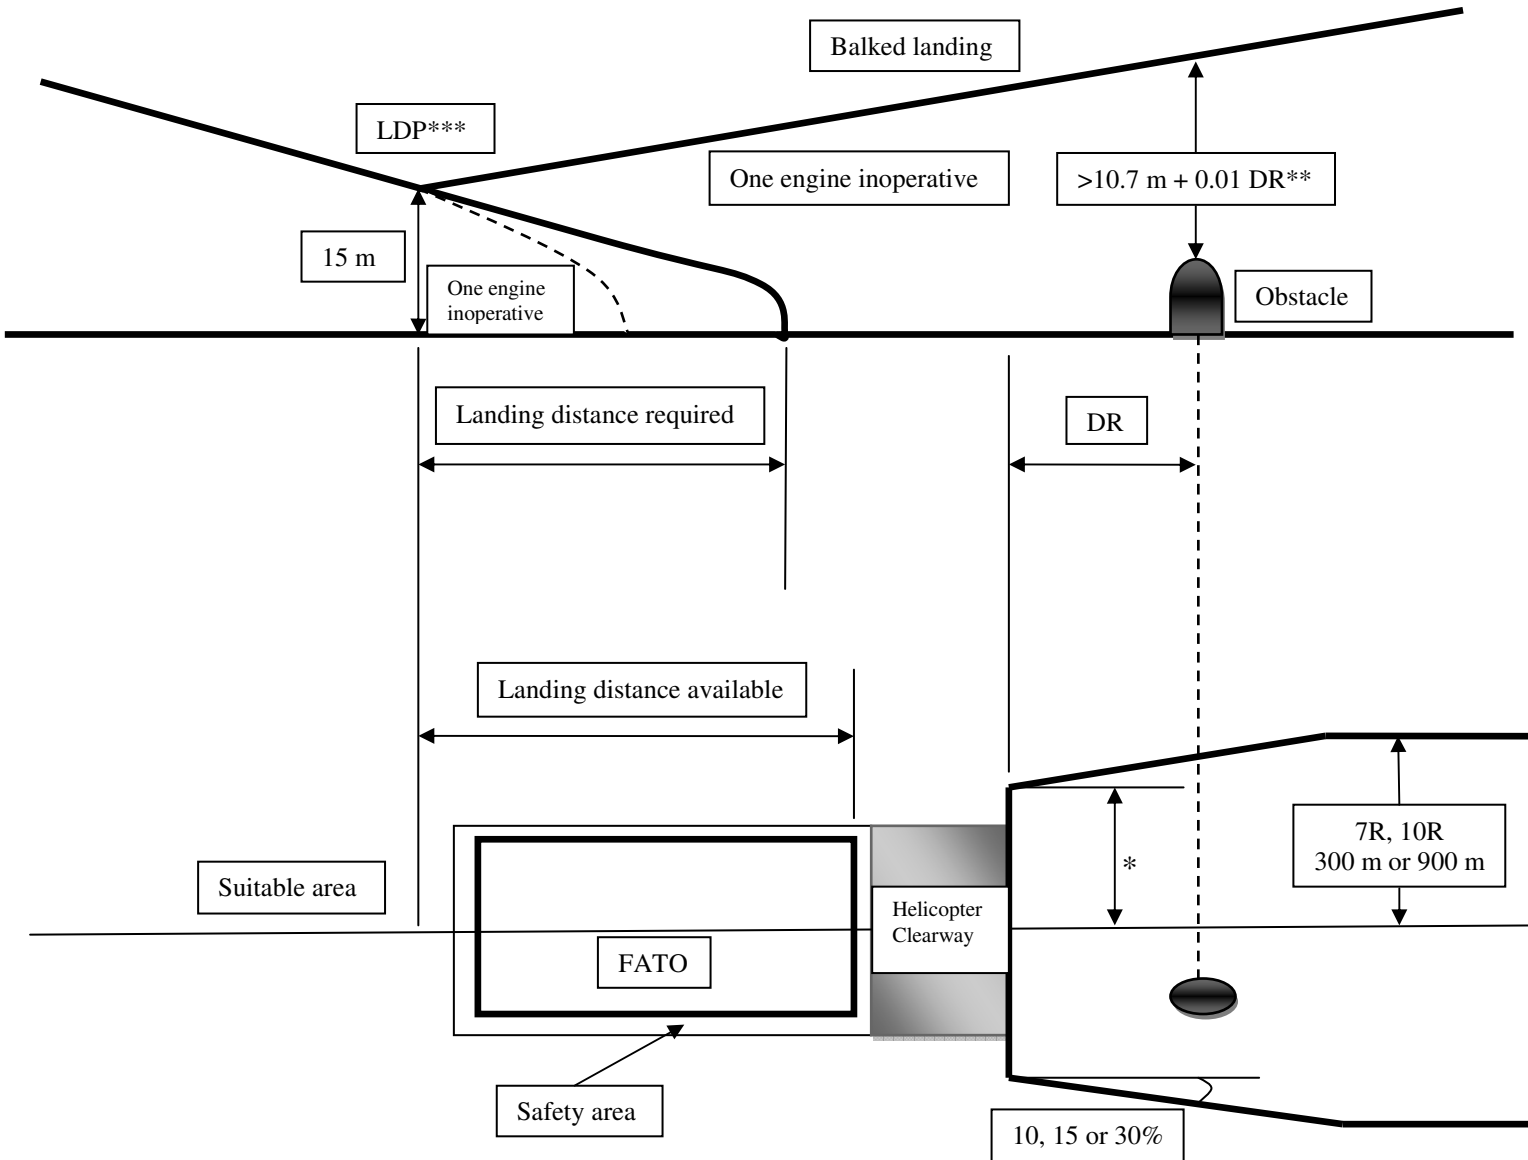 Balked landing
LDP***
One engine inoperative
>10.7 m + 0.01 DR**
15 m
One engine
inoperative
Obstacle
Landing distance required
DR
Landing distance available
7R, 10R
300 m or 900 m
*
Suitable area
Helicopter
Clearway
FATO
Safety area
10, 15 or 30%